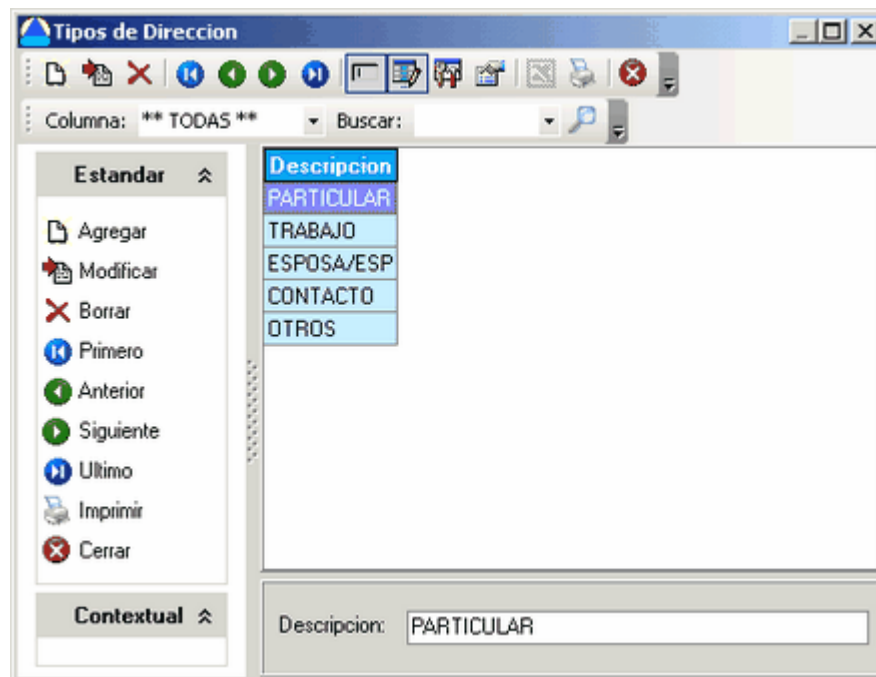 Tipos de Direccion
Columna: ** TODAS ** Buscar:
Estandar
Agregar
Modificar
Borrar
Primero
Anterior
Siguiente
Ultimo
Imprimir
Cerrar
Contextual
Descripcion
PARTICULAR
TRABAJO
ESPOSA/ESP
CONTACTO
OTROS
Descripcion: PARTICULAR